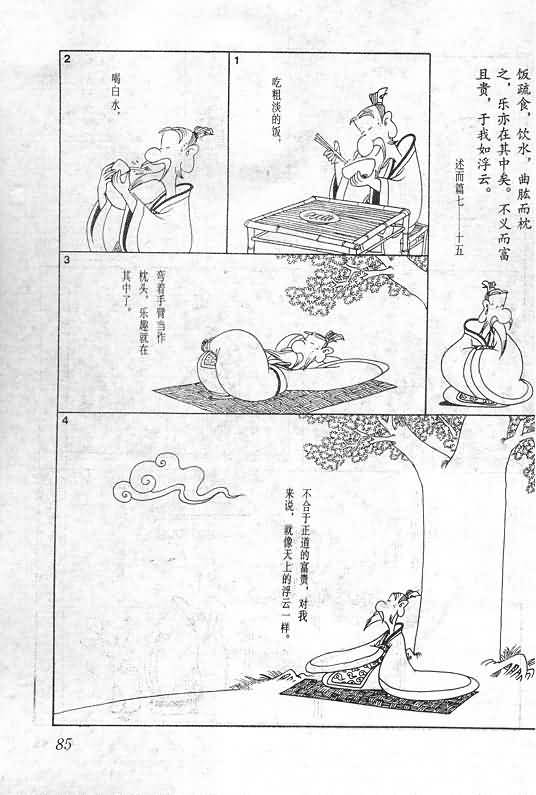 饭疏食，饮水，曲肱而枕
之，乐亦在其中矣。不义而富
且贵，于我如浮云。
述而篇七——十五
1
吃粗淡的饭，
2
喝白水，
3
弯着手臂当作
枕头，乐趣就在
其中了。
4
不合于正道的富贵，对我
来说，就像天上的浮云一样。
85